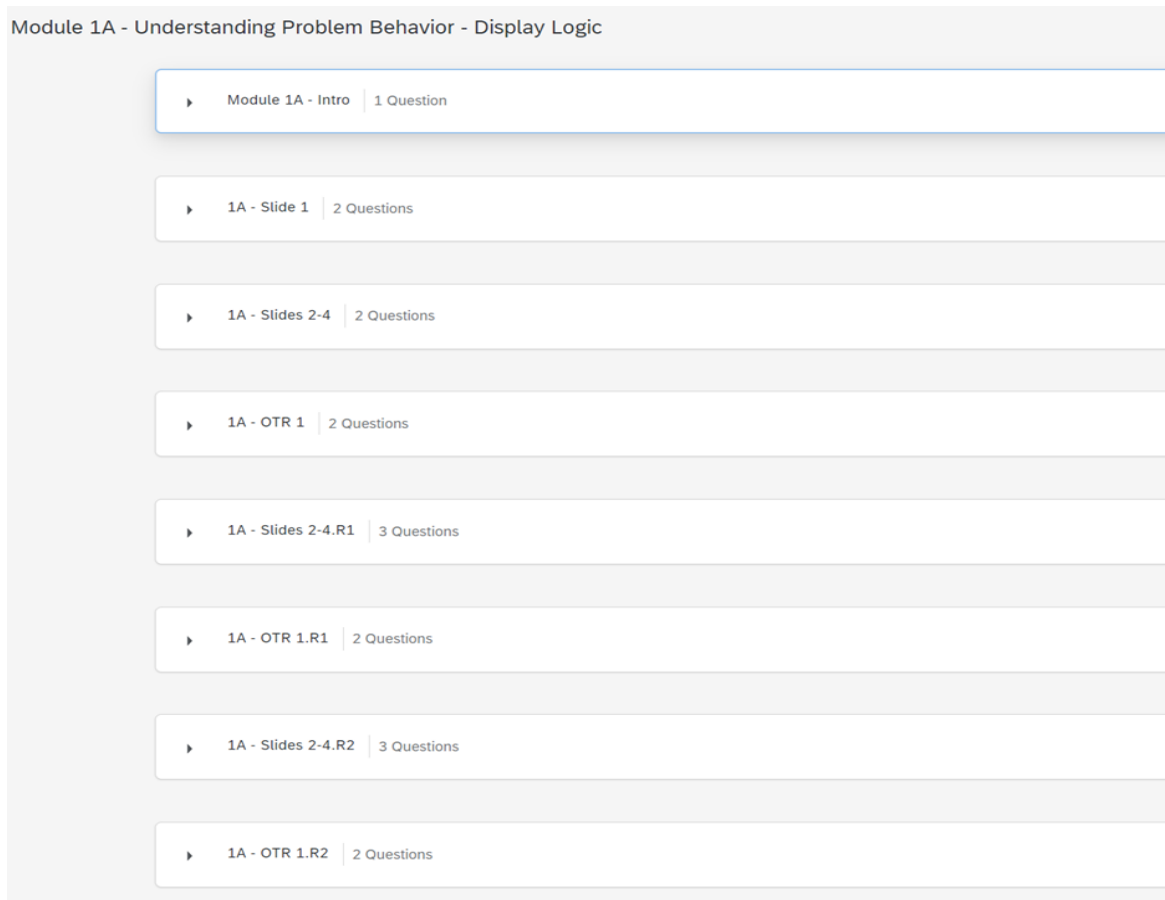 Module 1A - Understanding Problem Behavior - Display Logic
Module 1A - Intro 1 Question
1A - Slide 1 2 Questions
1A - Slides 2-4 2 Questions
1A - OTR 1 2 Questions
1A - Slides 2-4.R1 3 Questions
1A - OTR 1.R1 2 Questions
1A - Slides 2-4.R2 3 Questions
1A - OTR 1.R2 2 Questions